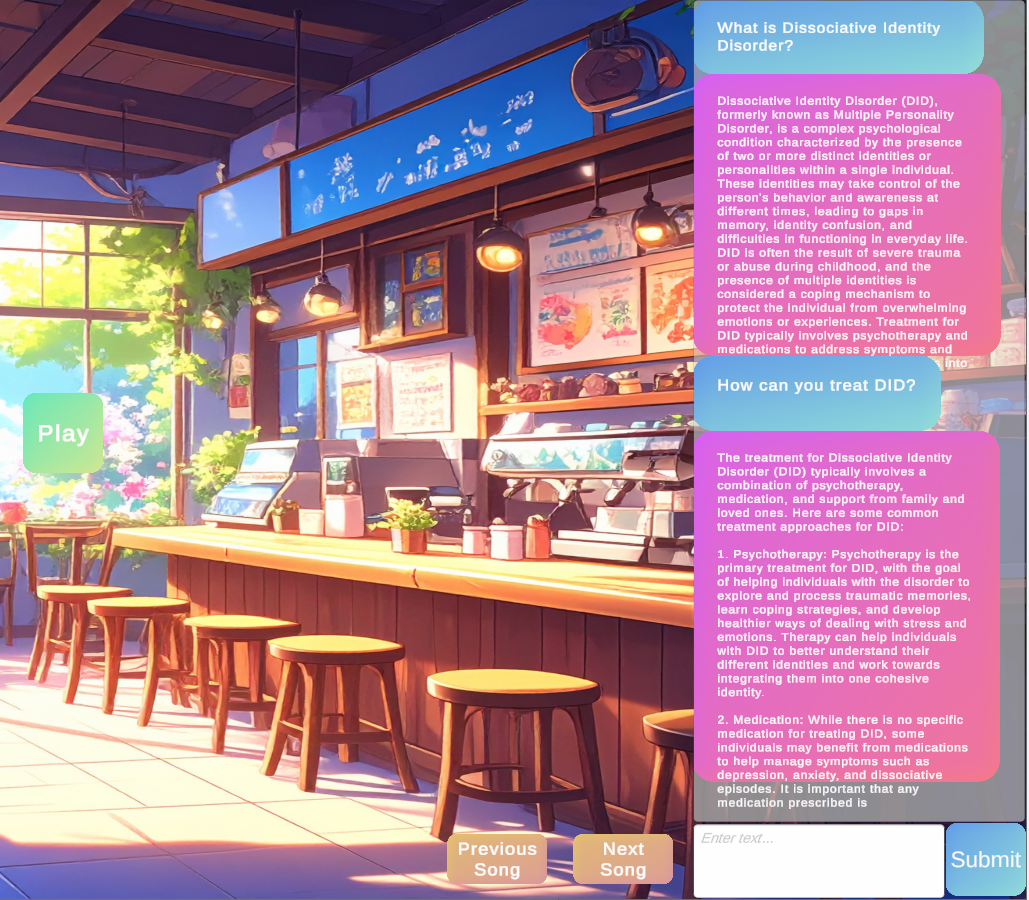 What is Dissociative Identity
Disorder?
Dissociative Identity Disorder (DID),
formerly known as Multiple Personality
Disorder, is a complex psychological
condition characterized by the presence
of two or more distinct identities or
personalities within a single individual.
These identities may take control of the
person's behavior and awareness at
different times, leading to gaps in
memory, identity confusion, and
difficulties in functioning in everyday life.
DID is often the result of severe trauma
or abuse during childhood, and the
presence of multiple identities is
considered a coping mechanism to
protect the individual from overwhelming
emotions or experiences. Treatment for
DID typically involves psychotherapy and
medications to address symptoms and
into
How can you treat DID?
The treatment for Dissociative Identity
Disorder (DID) typically involves a
combination of psychotherapy,
medication, and support from family and
loved ones. Here are some common
treatment approaches for DID:
1. Psychotherapy: Psychotherapy is the
primary treatment for DID, with the goal
of helping individuals with the disorder to
explore and process traumatic memories,
learn coping strategies, and develop
healthier ways of dealing with stress and
emotions. Therapy can help individuals
with DID to better understand their
different identities and work towards
integrating them into one cohesive
identity.
2. Medication: While there is no specific
medication for treating DID, some
individuals may benefit from medications
to help manage symptoms such as
depression, anxiety, and dissociative
episodes. It is important that any
medication prescribed is
Play
Previous
Song
Next
Song
Enter text...
Submit